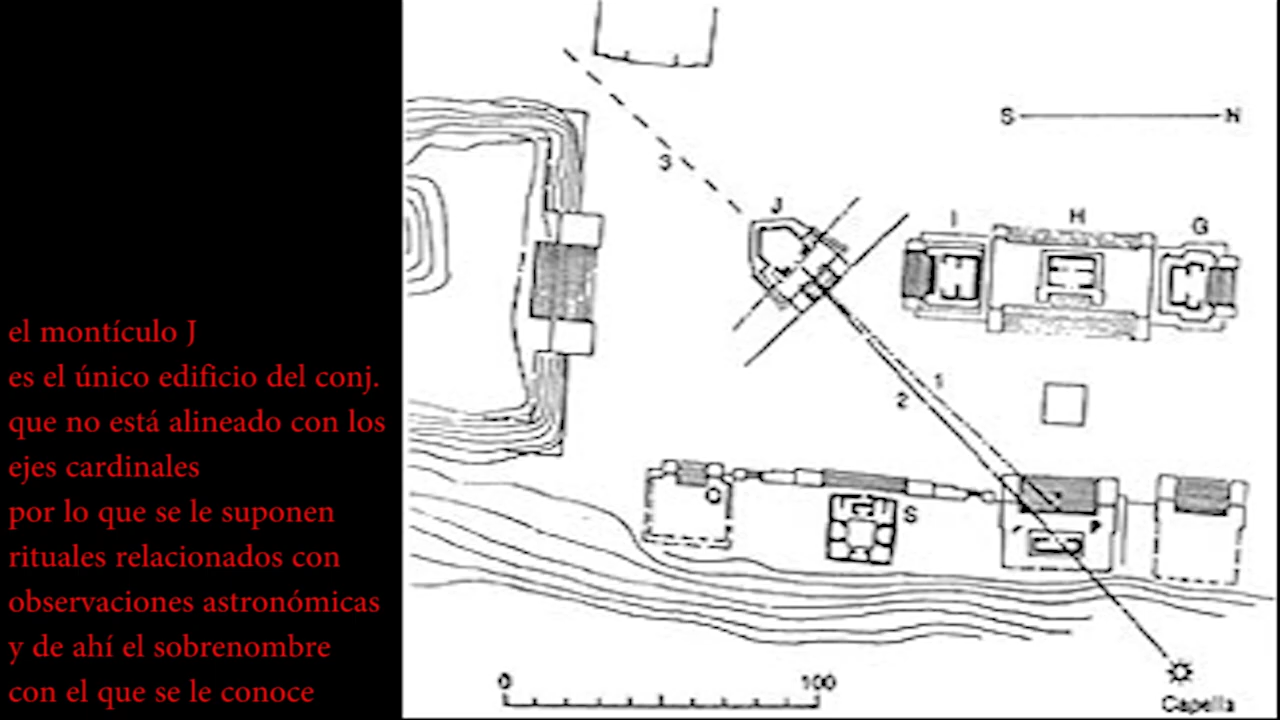 el montículo J
es el único edificio del conj.
que no está alineado con los
ejes cardinales
por lo que se le suponen
rituales relacionados con
observaciones astronómicas
y de ahí el sobrenombre
con el que se le conoce
S N
3
J
I H G
1
2
O
S
P
0 100
Capella